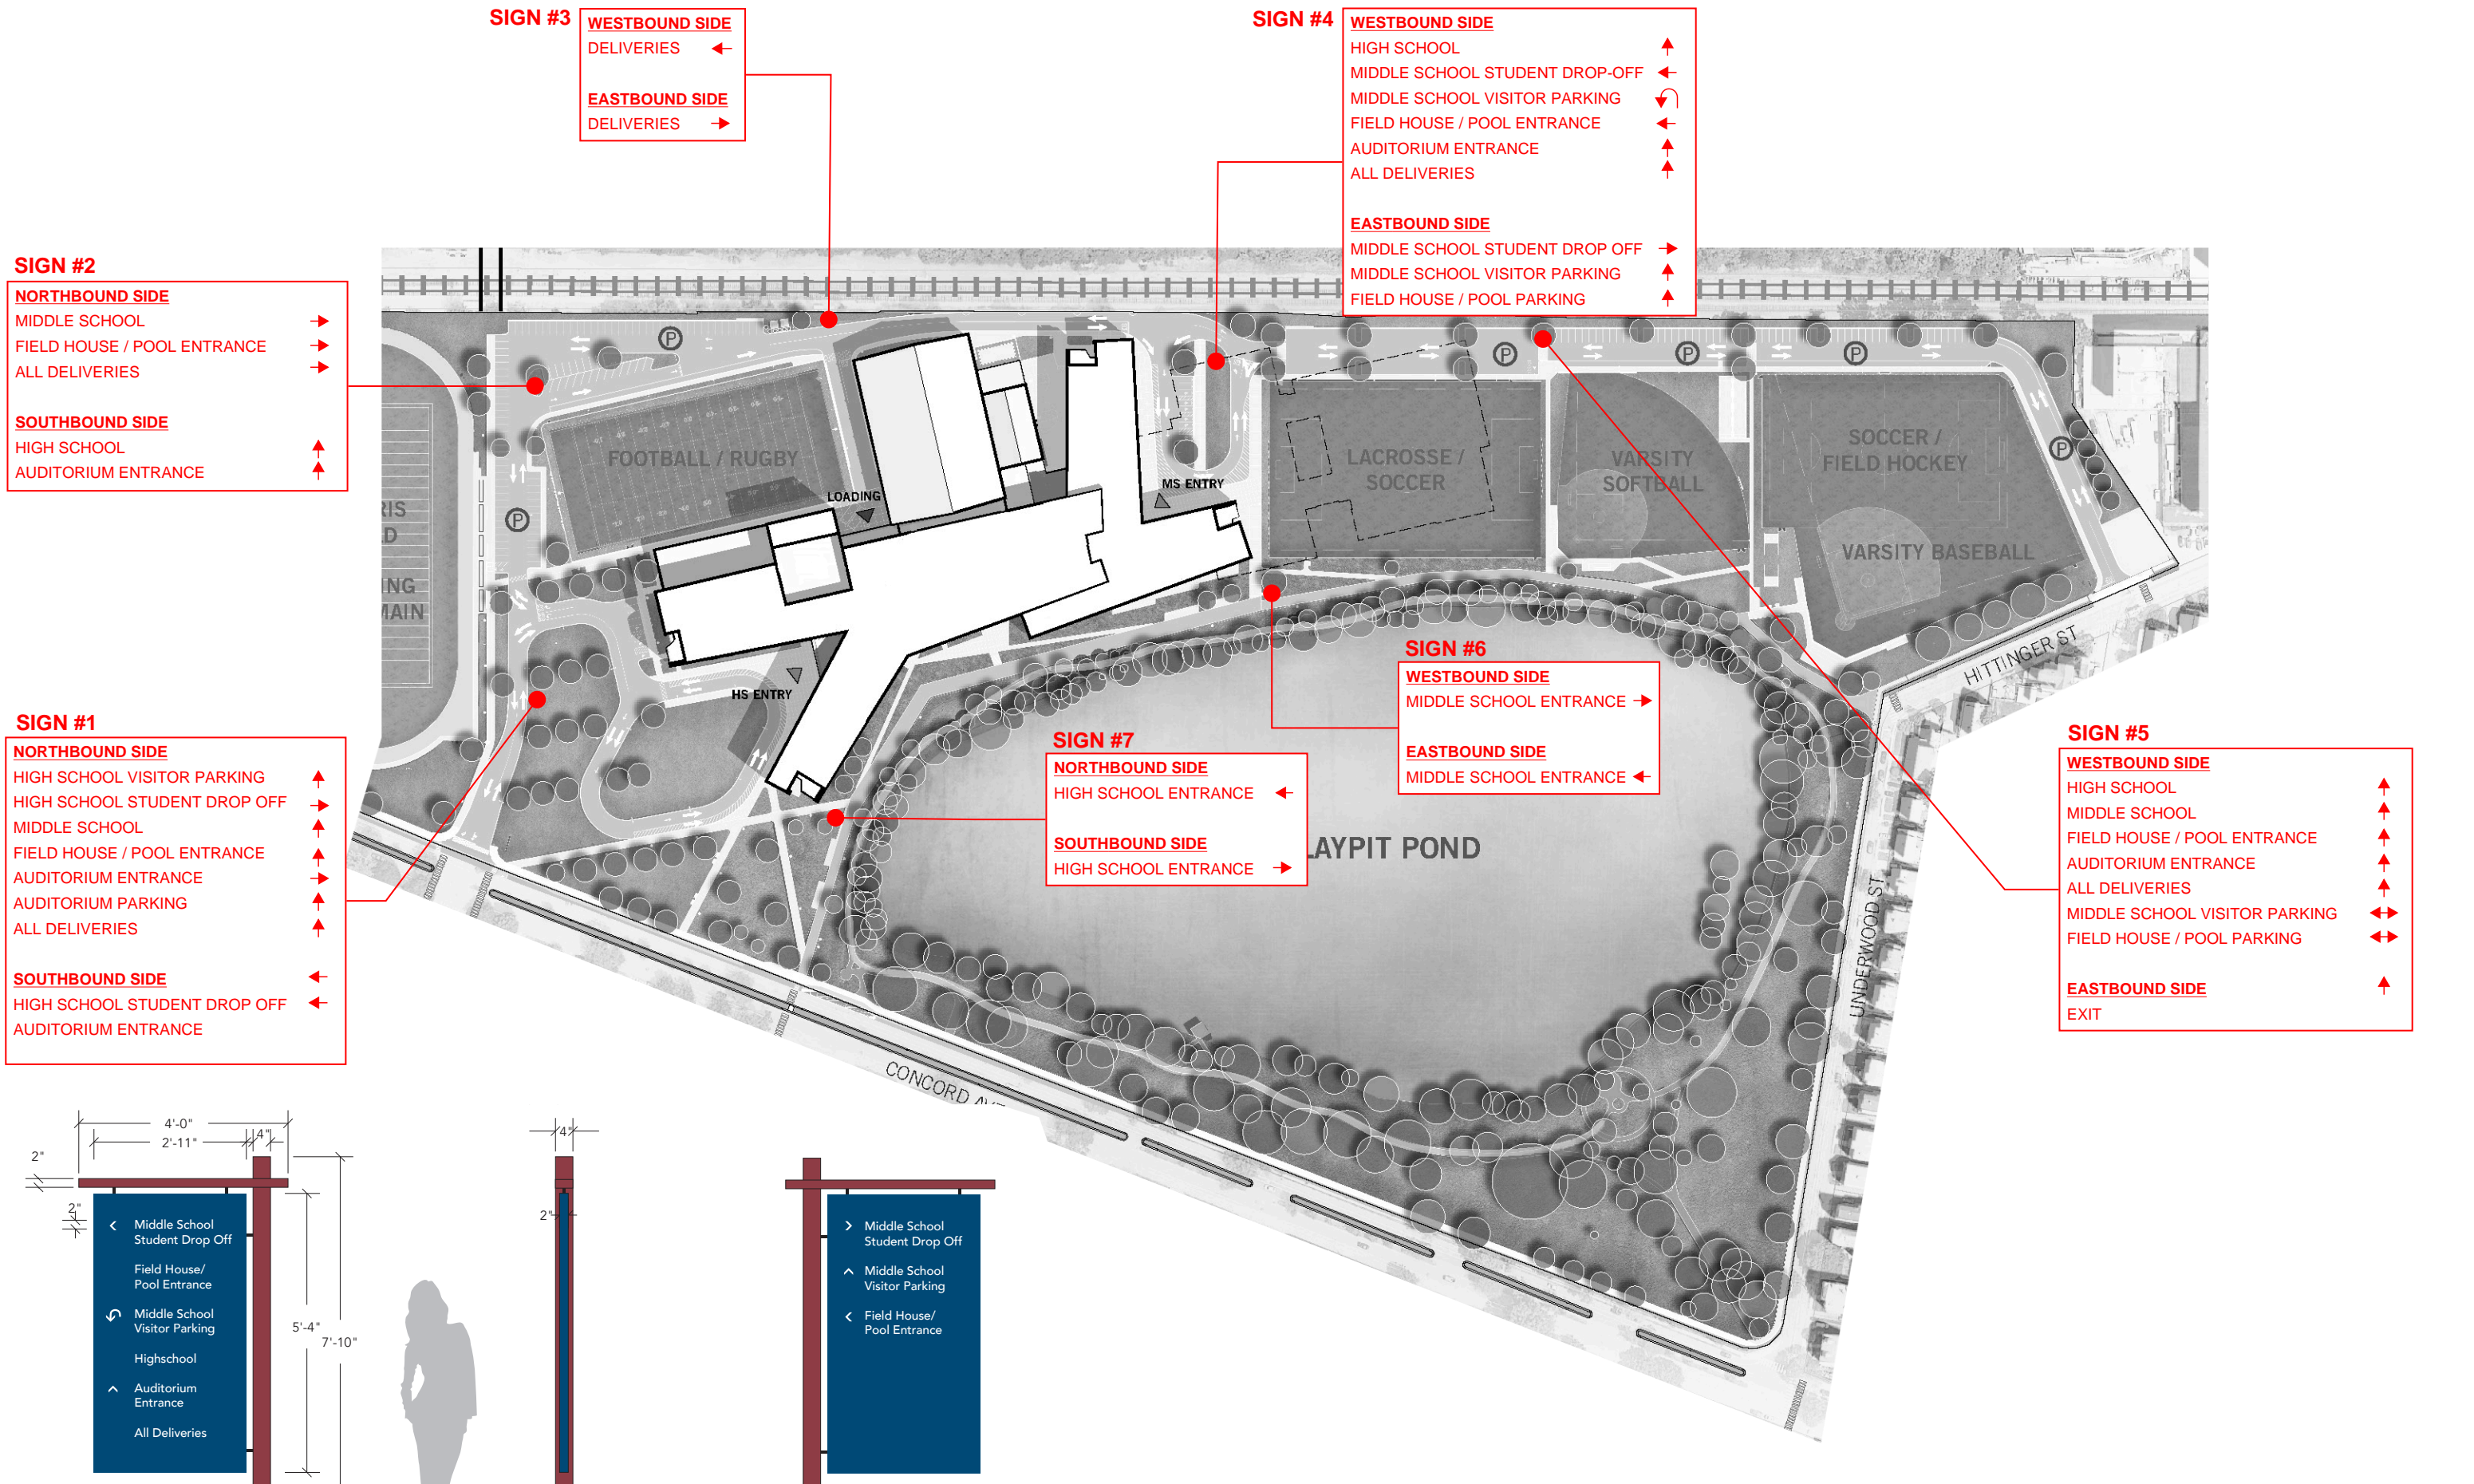 SIGN #3
WESTBOUND SIDE
DELIVERIES ←
EASTBOUND SIDE
DELIVERIES →
SIGN #4
WESTBOUND SIDE
HIGH SCHOOL ↑
MIDDLE SCHOOL STUDENT DROP-OFF ←
MIDDLE SCHOOL VISITOR PARKING
FIELD HOUSE / POOL ENTRANCE ←
AUDITORIUM ENTRANCE ↑
ALL DELIVERIES ↑
EASTBOUND SIDE
MIDDLE SCHOOL STUDENT DROP OFF →
MIDDLE SCHOOL VISITOR PARKING ↑
FIELD HOUSE / POOL PARKING ↑
SIGN #2
NORTHBOUND SIDE
MIDDLE SCHOOL →
FIELD HOUSE / POOL ENTRANCE →
ALL DELIVERIES →
SOUTHBOUND SIDE
HIGH SCHOOL ↑
AUDITORIUM ENTRANCE ↑
P
P
P
P
P
P
FOOTBALL / RUGBY
LOADING
MS ENTRY
LACROSSE /
SOCCER
VARSITY
SOFTBALL
SOCCER /
FIELD HOCKEY
VARSITY BASEBALL
RIS
D
NG
MAIN
HS ENTRY
HITTINGER ST
SIGN #1
NORTHBOUND SIDE
HIGH SCHOOL VISITOR PARKING ↑
HIGH SCHOOL STUDENT DROP OFF →
MIDDLE SCHOOL ↑
FIELD HOUSE / POOL ENTRANCE ↑
AUDITORIUM ENTRANCE →
AUDITORIUM PARKING ↑
ALL DELIVERIES ↑
SOUTHBOUND SIDE ←
HIGH SCHOOL STUDENT DROP OFF ←
AUDITORIUM ENTRANCE
SIGN #6
WESTBOUND SIDE
MIDDLE SCHOOL ENTRANCE →
EASTBOUND SIDE
MIDDLE SCHOOL ENTRANCE ←
SIGN #7
NORTHBOUND SIDE
HIGH SCHOOL ENTRANCE ←
SOUTHBOUND SIDE
HIGH SCHOOL ENTRANCE →
LAYPIT POND
SIGN #5
WESTBOUND SIDE
HIGH SCHOOL ↑
MIDDLE SCHOOL ↑
FIELD HOUSE / POOL ENTRANCE ↑
AUDITORIUM ENTRANCE ↑
ALL DELIVERIES ↑
MIDDLE SCHOOL VISITOR PARKING ↔
FIELD HOUSE / POOL PARKING ↔
EASTBOUND SIDE ↑
EXIT
UNDERWOOD ST.
CONCORD AVE
4'-0"
2'-11"
4"
2"
2"
5'-4"
7'-10"
< Middle School
Student Drop Off
Field House/
Pool Entrance
Middle School
Visitor Parking
Highschool
^ Auditorium
Entrance
All Deliveries
4"
2"
> Middle School
Student Drop Off
^ Middle School
Visitor Parking
< Field House/
Pool Entrance